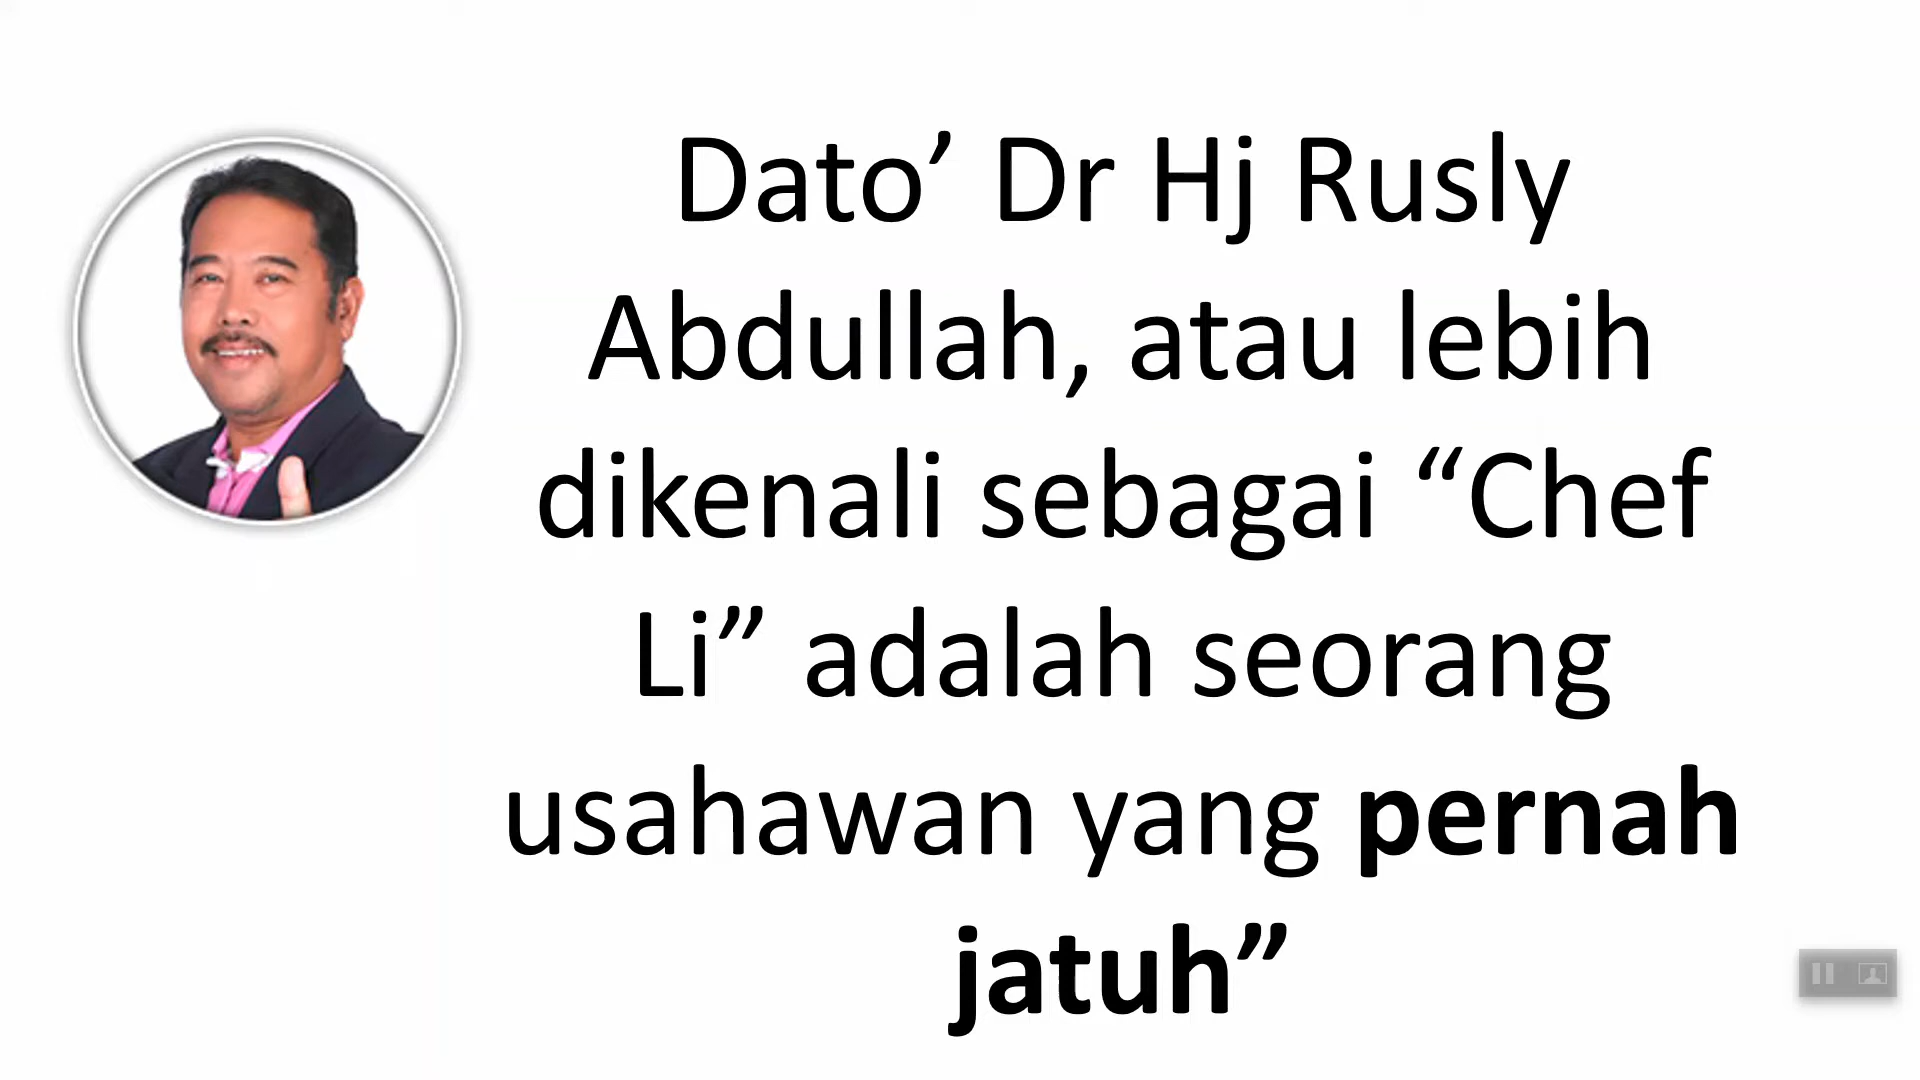 Dato’ Dr Hj Rusly
Abdullah, atau lebih
dikenali sebagai “Chef
Li” adalah seorang
usahawan yang pernah
jatuh”